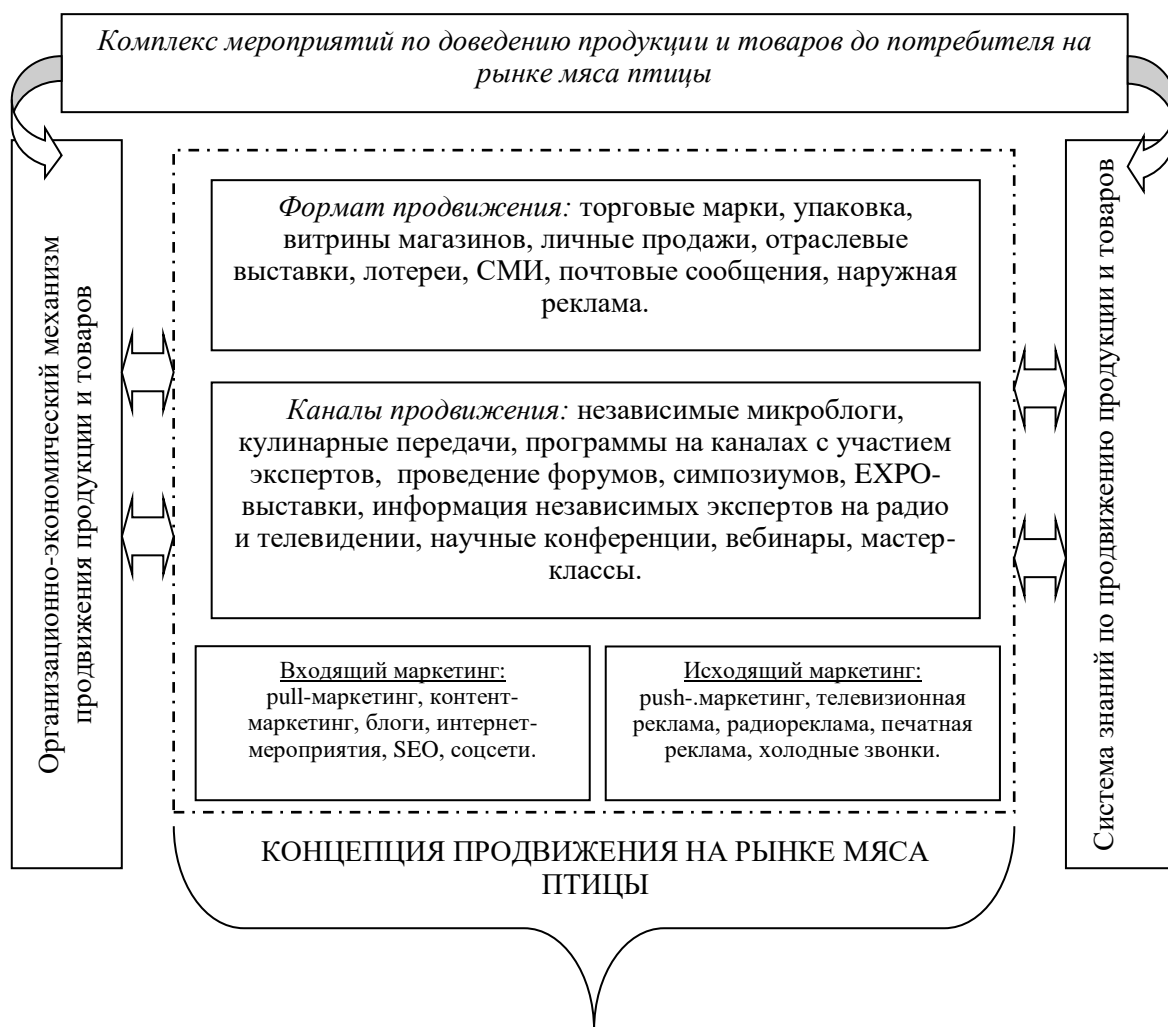 Комплекс мероприятий по доведению продукции и товаров до потребителя на
рынке мяса птицы
Организационно-экономический механизм
продвижения продукции и товаров
Формат продвижения: торговые марки, упаковка,
витрины магазинов, личные продажи, отраслевые
выставки, лотереи, СМИ, почтовые сообщения, наружная
реклама.
Каналы продвижения: независимые микроблоги,
кулинарные передачи, программы на каналах с участием
экспертов, проведение форумов, симпозиумов, EXPO-
выставки, информация независимых экспертов на радио
и телевидении, научные конференции, вебинары, мастер-
классы.
Входящий маркетинг:
pull-маркетинг, контент-
маркетинг, блоги, интернет-
мероприятия, SEO, соцсети.
Исходящий маркетинг:
push-.маркетинг, телевизионная
реклама, радиореклама, печатная
реклама, холодные звонки.
Система знаний по продвижению продукции и товаров
КОНЦЕПЦИЯ ПРОДВИЖЕНИЯ НА РЫНКЕ МЯСА
ПТИЦЫ